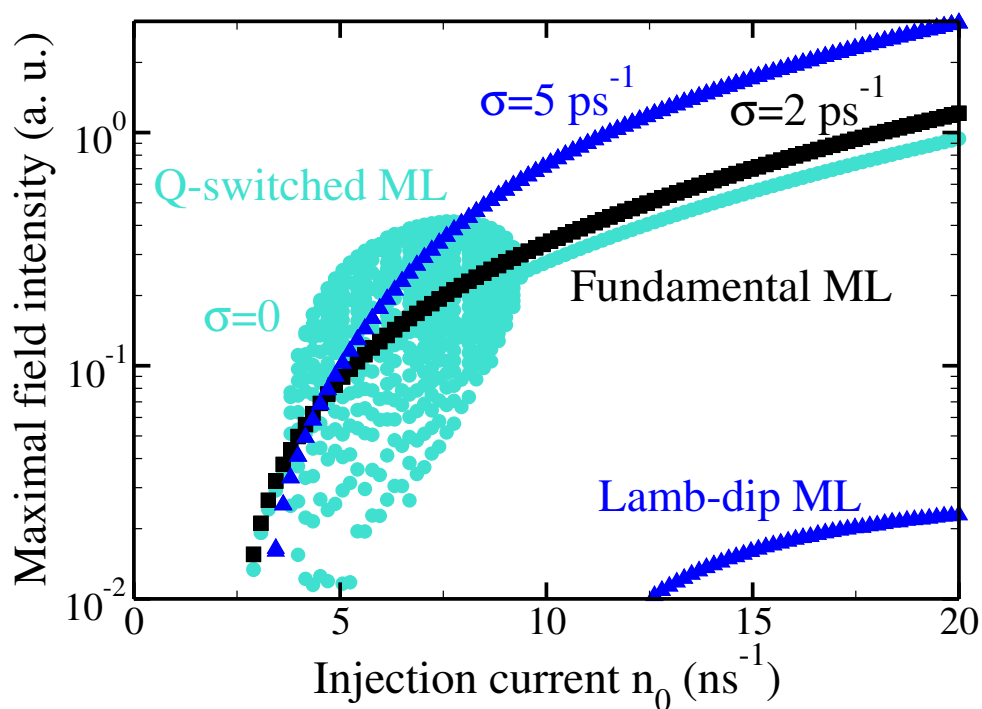 Maximal field intensity (a. u.)
10^0
10^-1
10^-2
σ=5 ps^-1
σ=2 ps^-1
Q-switched ML
σ=0
Fundamental ML
Lamb-dip ML
0 5 10 15 20
Injection current n_0 (ns^-1)